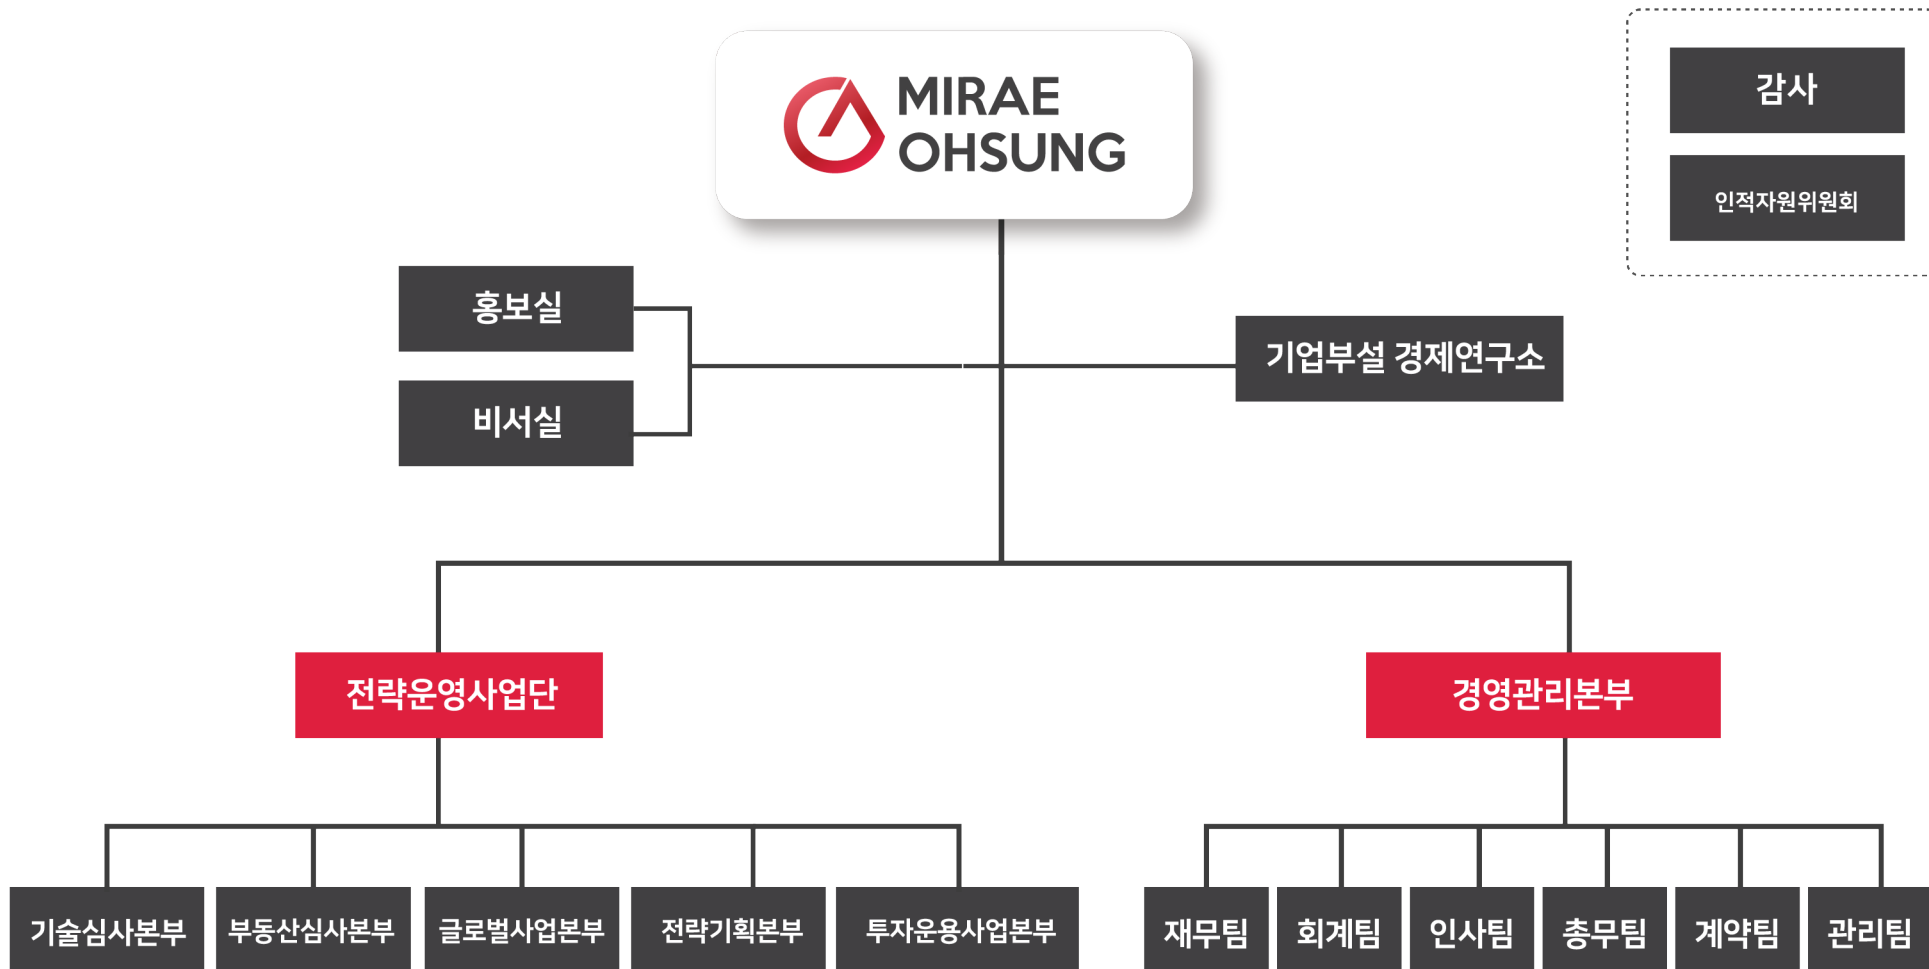 MIRAE
OHSUNG
감사
인적자원위원회
홍보실
기업부설 경제연구소
비서실
전략운영사업단
경영관리본부
기술심사본부
부동산심사본부
글로벌사업본부
전략기획본부
투자운용사업본부
재무팀
회계팀
인사팀
총무팀
계약팀
관리팀